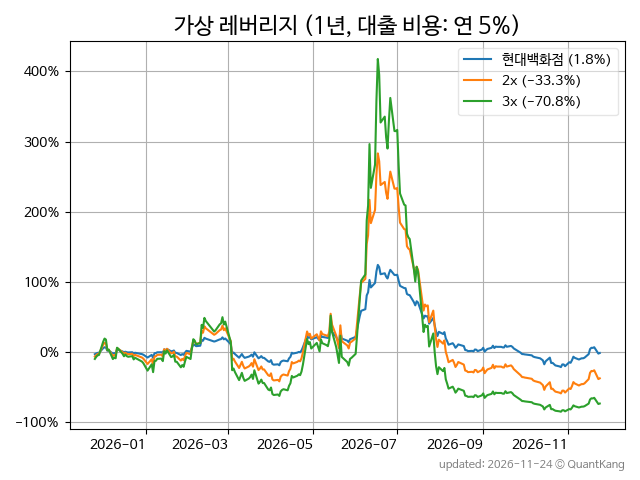 가상 레버리지 (1년, 대출 비용: 연 5%)
현대백화점 (1.8%)
2x (−33.3%)
3x (−70.8%)
400%
300%
200%
100%
0%
−100%
2026-01 2026-03 2026-05 2026-07 2026-09 2026-11
updated: 2026-11-24 © QuantKang